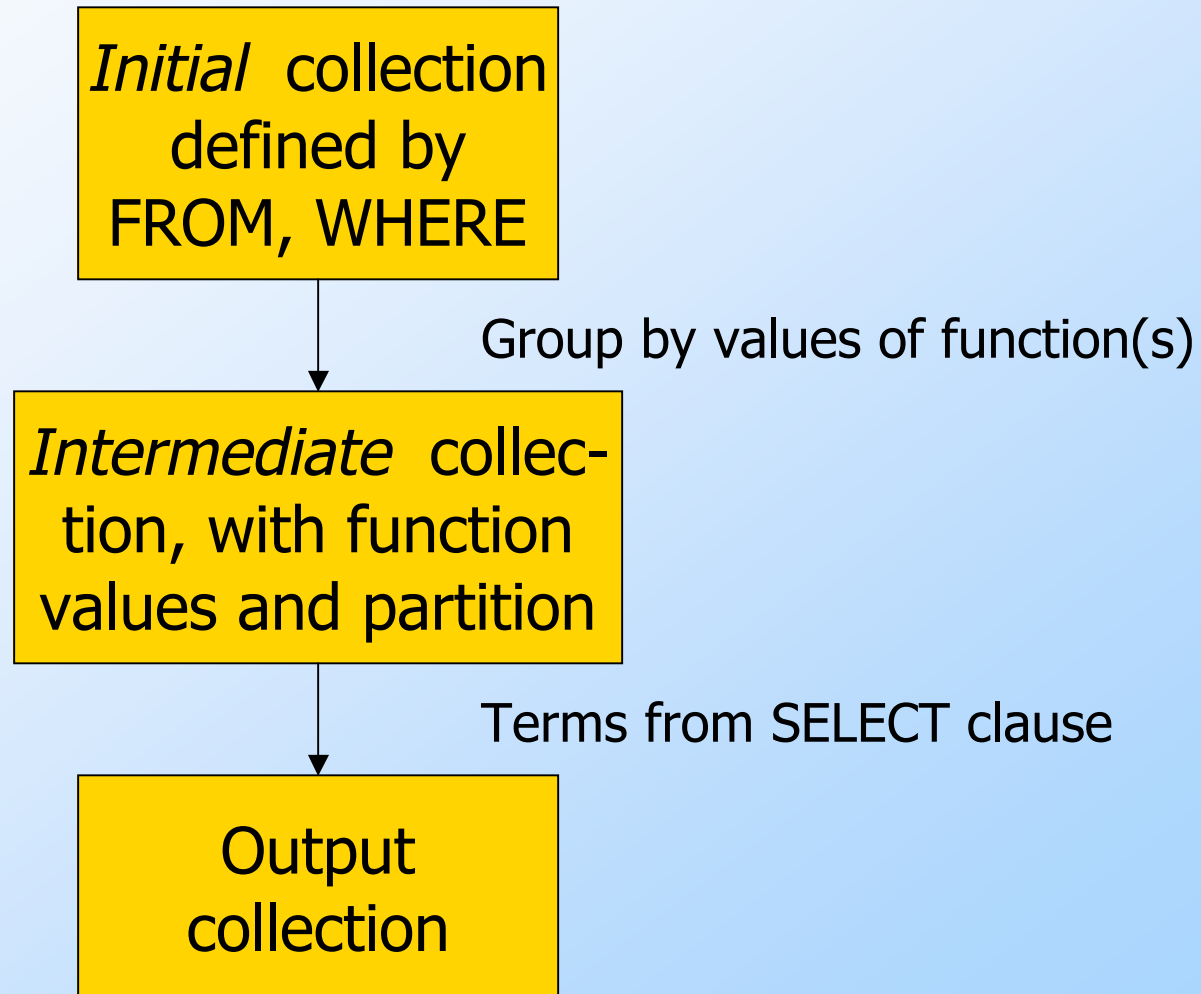 Initial collection
defined by
FROM, WHERE
Group by values of function(s)
Intermediate collec-
tion, with function
values and partition
Terms from SELECT clause
Output
collection